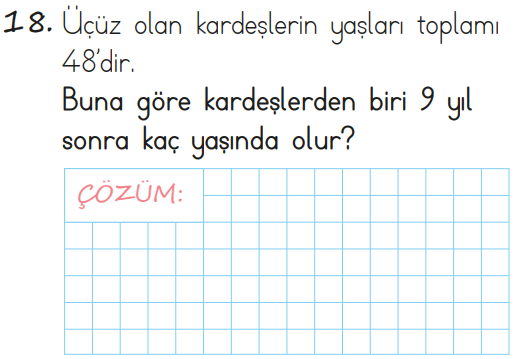 18. Üçüz olan kardeşlerin yaşları toplamı
48'dir.
Buna göre kardeşlerden biri 9 yıl
sonra kaç yaşında olur?
ÇÖZÜM: